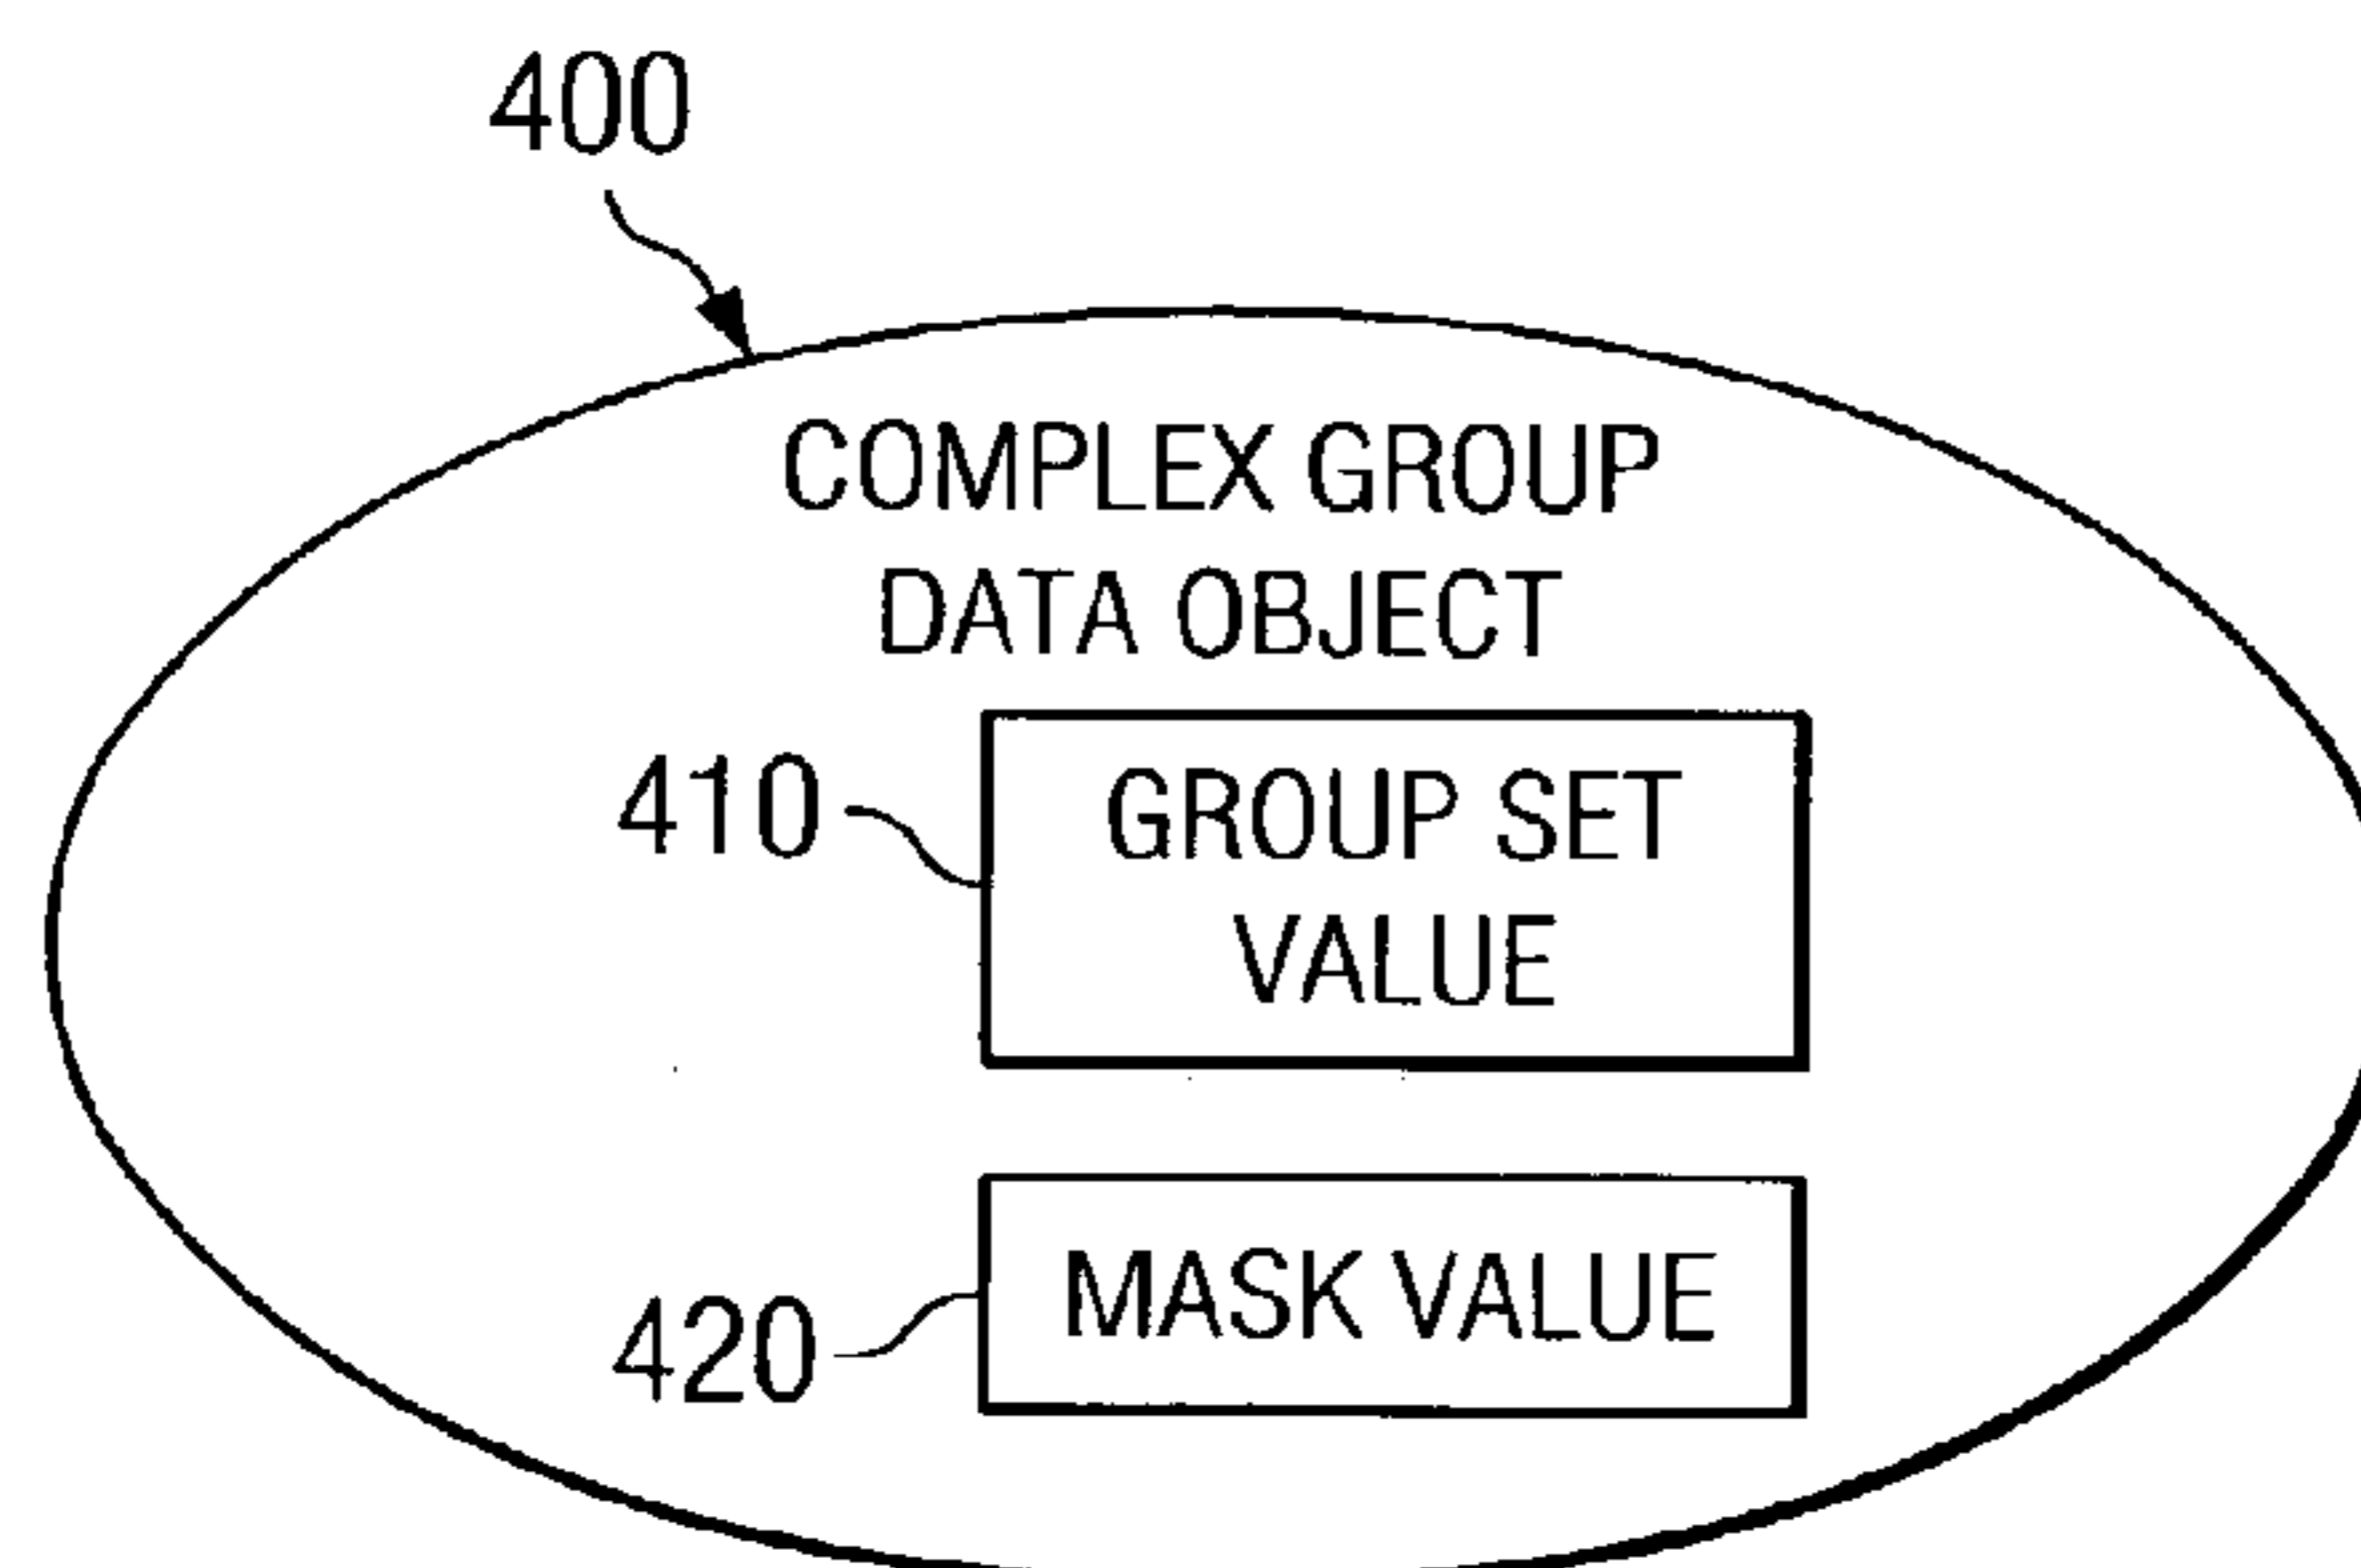 400
COMPLEX GROUP
DATA OBJECT
410
GROUP SET
VALUE
420
MASK VALUE